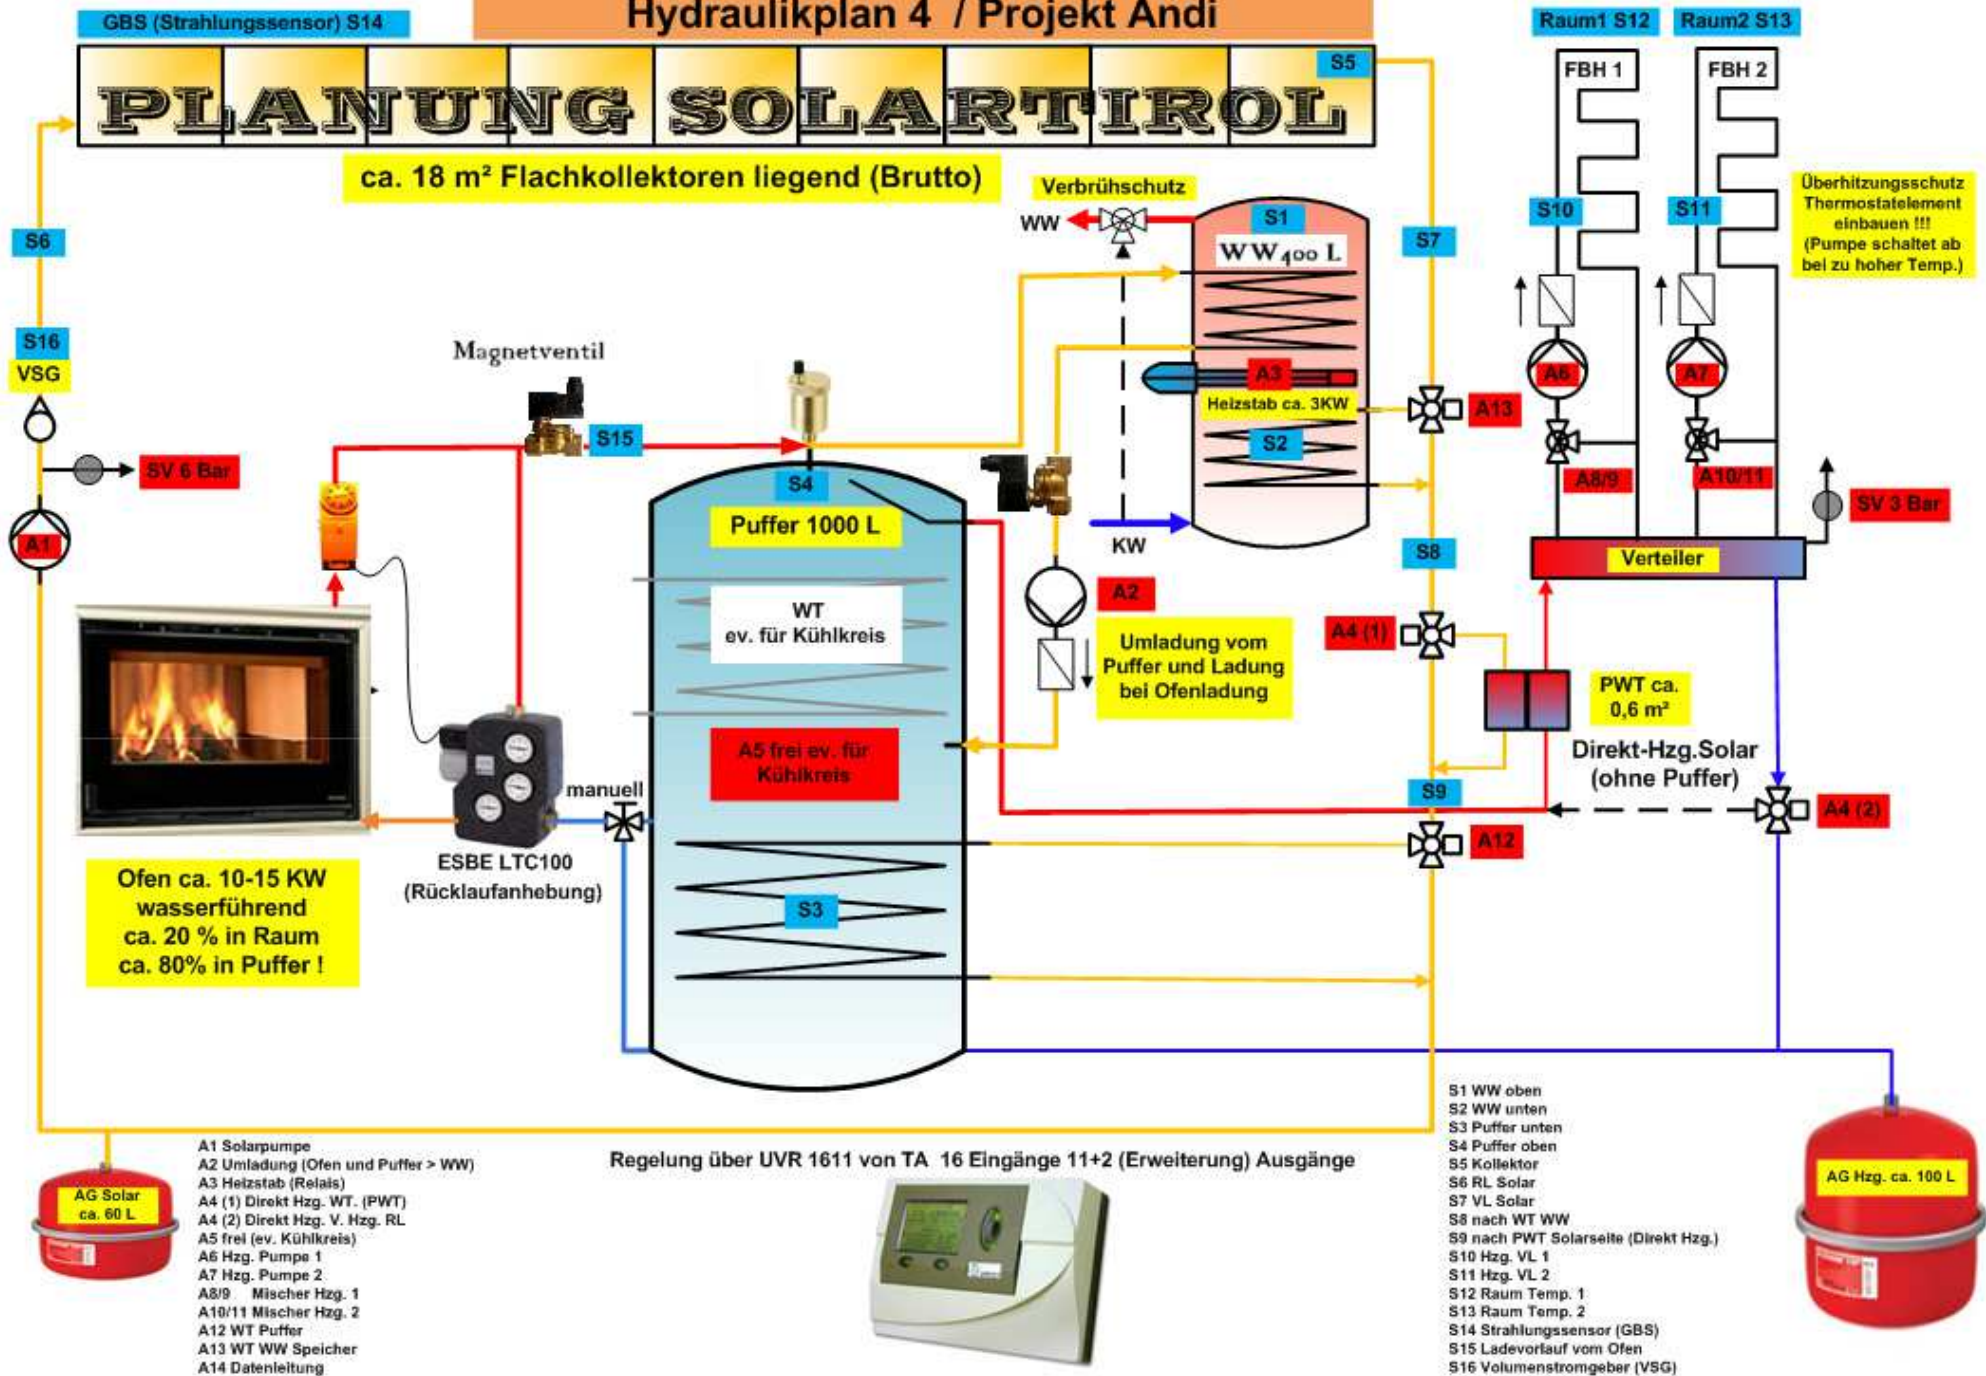 Hydraulikplan 4 / Projekt Andi
GBS (Strahlungssensor) S14
Raum1 S12
Raum2 S13
S5
FBH 1
FBH 2
PLANUNG SOLARTIROL
ca. 18 m² Flachkollektoren liegend (Brutto)
Verbrühschutz
Überhitzungsschutz
Thermostatelement
einbauen !!!
(Pumpe schaltet ab
bei zu hoher Temp.)
S6
WW
S1
WW400 L
S7
S10
S11
S16
VSG
Magnetventil
A3
Heizstab ca. 3KW
A13
A6
A7
S15
S2
SV 6 Bar
S4
A8/9
A10/11
Puffer 1000 L
KW
SV 3 Bar
A1
S8
Verteiler
WT
ev. für Kühlkreis
A2
A4 (1)
Umladung vom
Puffer und Ladung
bei Ofenladung
PWT ca.
0,6 m²
A5 frei ev. für
Kühlkreis
Direkt-Hzg.Solar
(ohne Puffer)
manuell
S9
A4 (2)
A12
ESBE LTC100
(Rücklaufanhebung)
Ofen ca. 10-15 KW
wasserführend
ca. 20 % in Raum
ca. 80% in Puffer !
S3
AG Solar
ca. 60 L
A1 Solarpumpe
A2 Umladung (Ofen und Puffer > WW)
A3 Heizstab (Relais)
A4 (1) Direkt Hzg. WT. (PWT)
A4 (2) Direkt Hzg. V. Hzg. RL
A5 frei (ev. Kühlkreis)
A6 Hzg. Pumpe 1
A7 Hzg. Pumpe 2
A8/9 Mischer Hzg. 1
A10/11 Mischer Hzg. 2
A12 WT Puffer
A13 WT WW Speicher
A14 Datenleitung
Regelung über UVR 1611 von TA 16 Eingänge 11+2 (Erweiterung) Ausgänge
S1 WW oben
S2 WW unten
S3 Puffer unten
S4 Puffer oben
S5 Kollektor
S6 RL Solar
S7 VL Solar
S8 nach WT WW
S9 nach PWT Solarseite (Direkt Hzg.)
S10 Hzg. VL 1
S11 Hzg. VL 2
S12 Raum Temp. 1
S13 Raum Temp. 2
S14 Strahlungssensor (GBS)
S15 Ladevorlauf vom Ofen
S16 Volumenstromgeber (VSG)
AG Hzg. ca. 100 L